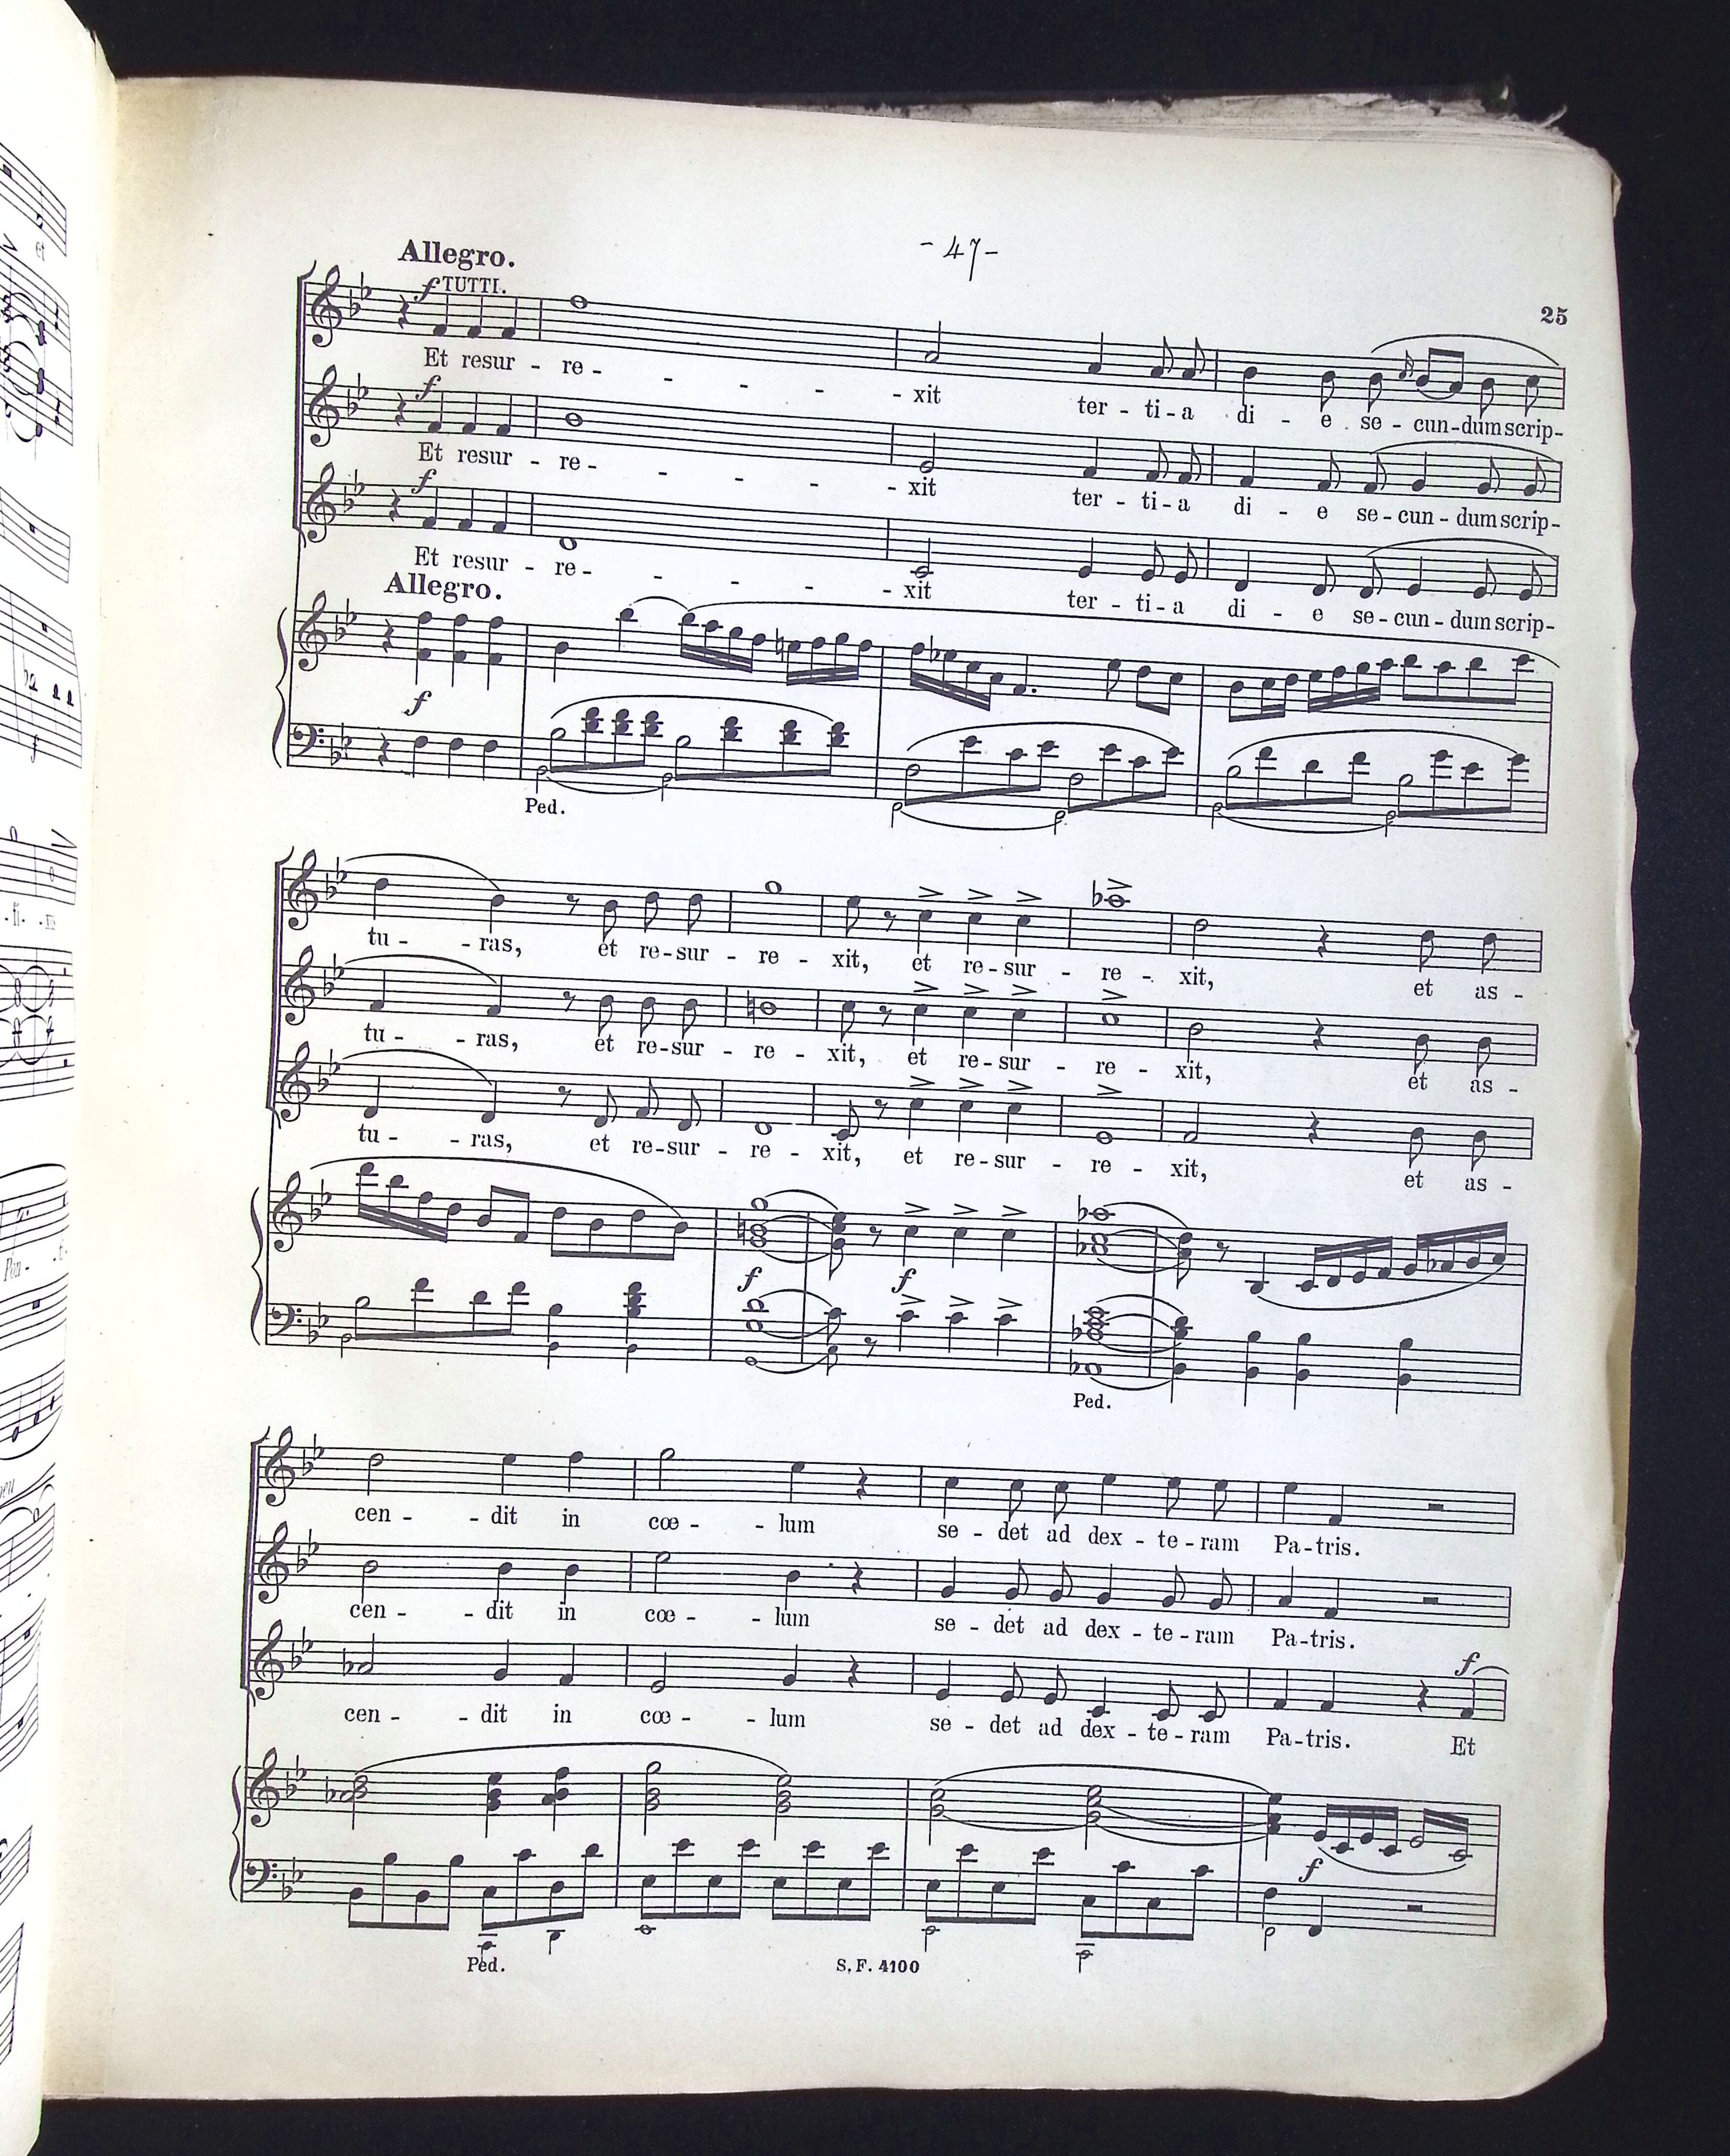 - 47 -
25
Allegro.
f TUTTI.
Et resur - re - - - - - xit ter - ti - a di - e se - cun - dum scrip -
f
Et resur - re - - - - - xit ter - ti - a di - e se - cun - dum scrip -
f
Et resur - re - - - - - xit ter - ti - a di - e se - cun - dum scrip -
Allegro.
f
Ped.
tu - - ras, et re - sur - re - xit, et re - sur - re - xit, et as -
tu - - ras, et re - sur - re - xit, et re - sur - re - xit, et as -
tu - - ras, et re - sur - re - xit, et re - sur - re - xit, et as -
f f
Ped.
cen - - dit in cœ - - lum se - det ad dex - te - ram Pa - tris.
cen - - dit in cœ - - lum se - det ad dex - te - ram Pa - tris.
f
cen - - dit in cœ - - lum se - det ad dex - te - ram Pa - tris. Et
f
Ped.
S. F. 4100